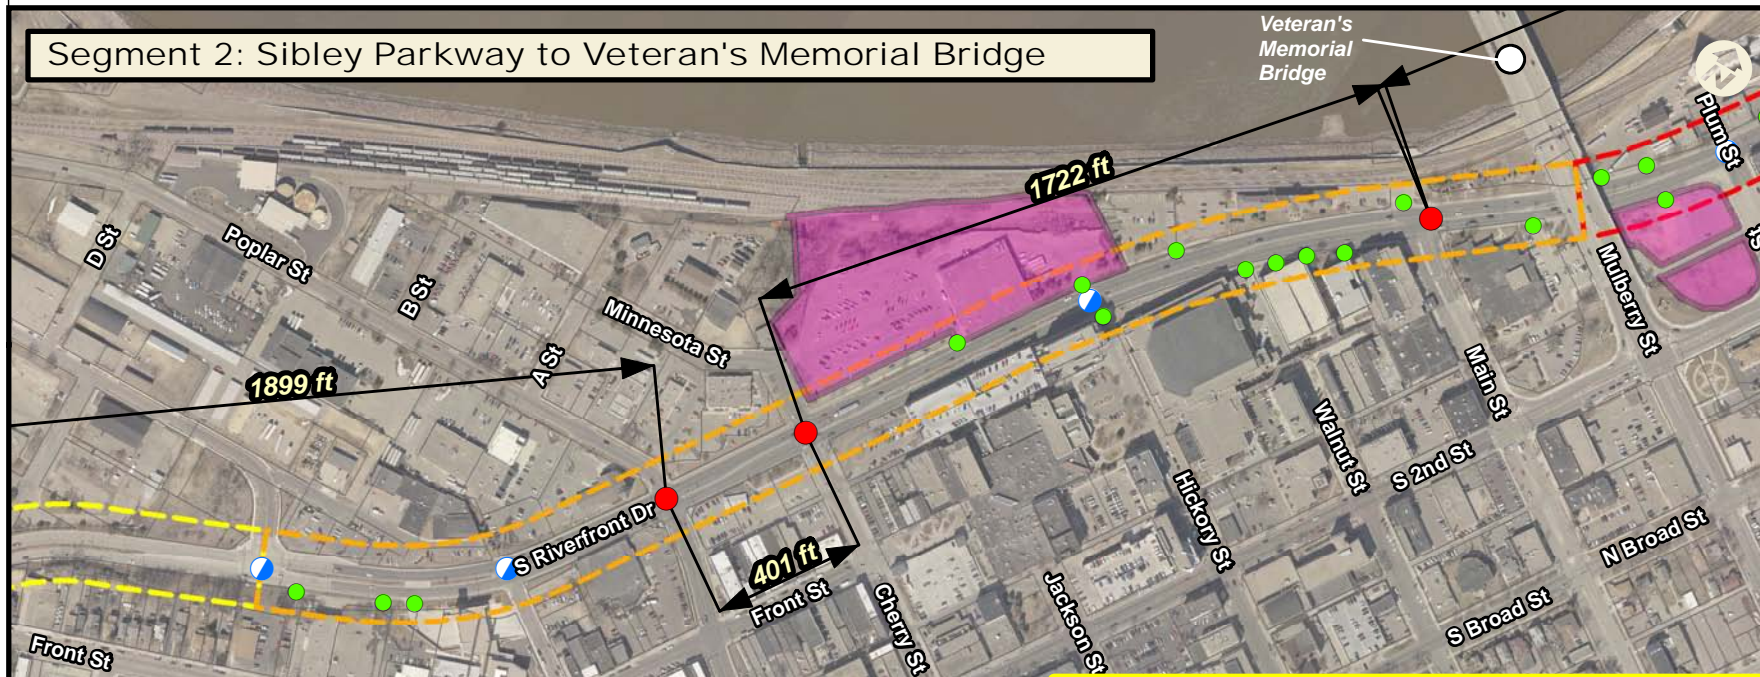 Segment 2: Sibley Parkway to Veteran's Memorial Bridge
Veteran's
Memorial
Bridge
Plum St
1722 ft
D St
Poplar St
B St
Minnesota St
A St
1899 ft
Mulberry St
Main St
Walnut St
S 2nd St
Hickory St
S Riverfront Dr
N Broad St
401 ft
Front St
Cherry St
Jackson St
S Broad St
Front St